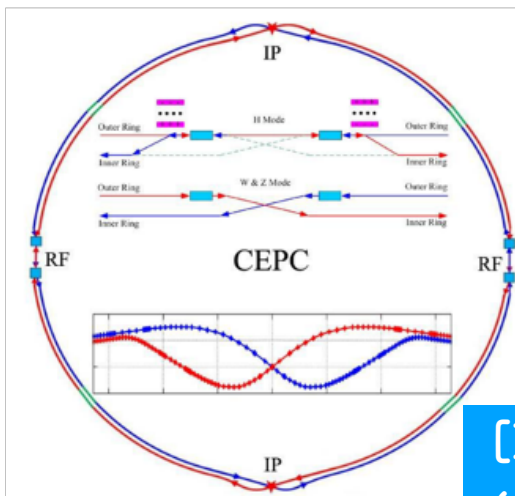 IP
H Mode
Outer Ring
Outer Ring
Inner Ring
Inner Ring
W & Z Mode
Outer Ring
Outer Ring
Inner Ring
Inner Ring
RF
CEPC
RF
IP